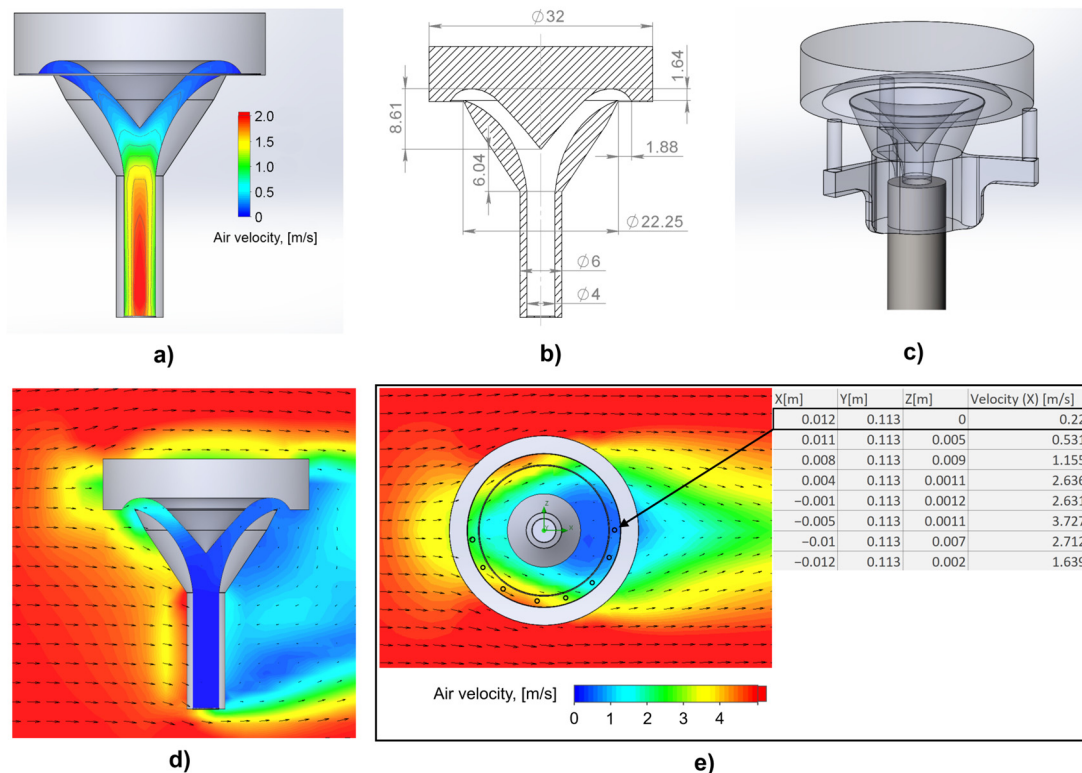 2.0
1.5
1.0
0.5
0
Air velocity, [m/s]
a)
∅32
1.64
8.61
6.04
1.88
∅22.25
∅6
∅4
b)
c)
d)
X[m] Y[m] Z[m] Velocity (X) [m/s]
0.012 0.113 0 0.22
0.011 0.113 0.005 0.531
0.008 0.113 0.009 1.155
0.004 0.113 0.0011 2.636
−0.001 0.113 0.0012 2.631
−0.005 0.113 0.0011 3.727
−0.01 0.113 0.007 2.712
−0.012 0.113 0.002 1.639
Air velocity, [m/s]
0 1 2 3 4
e)